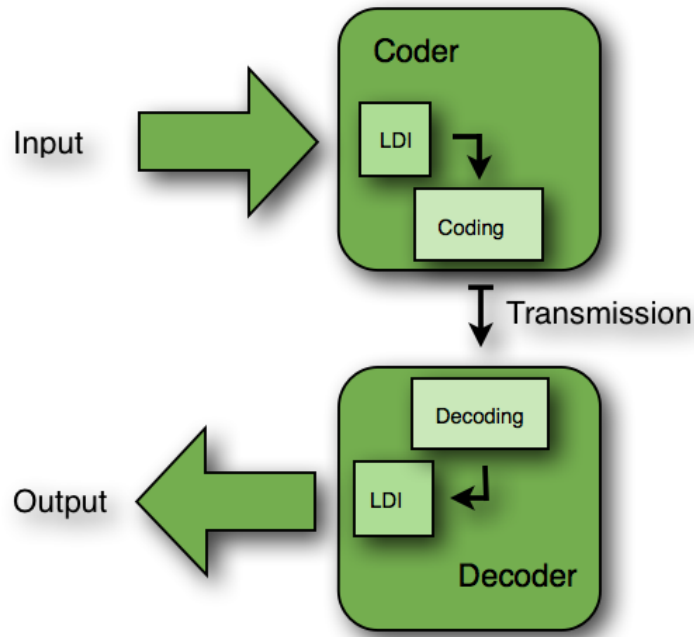 Coder
Input
LDI
Coding
Transmission
Decoding
Output
LDI
Decoder